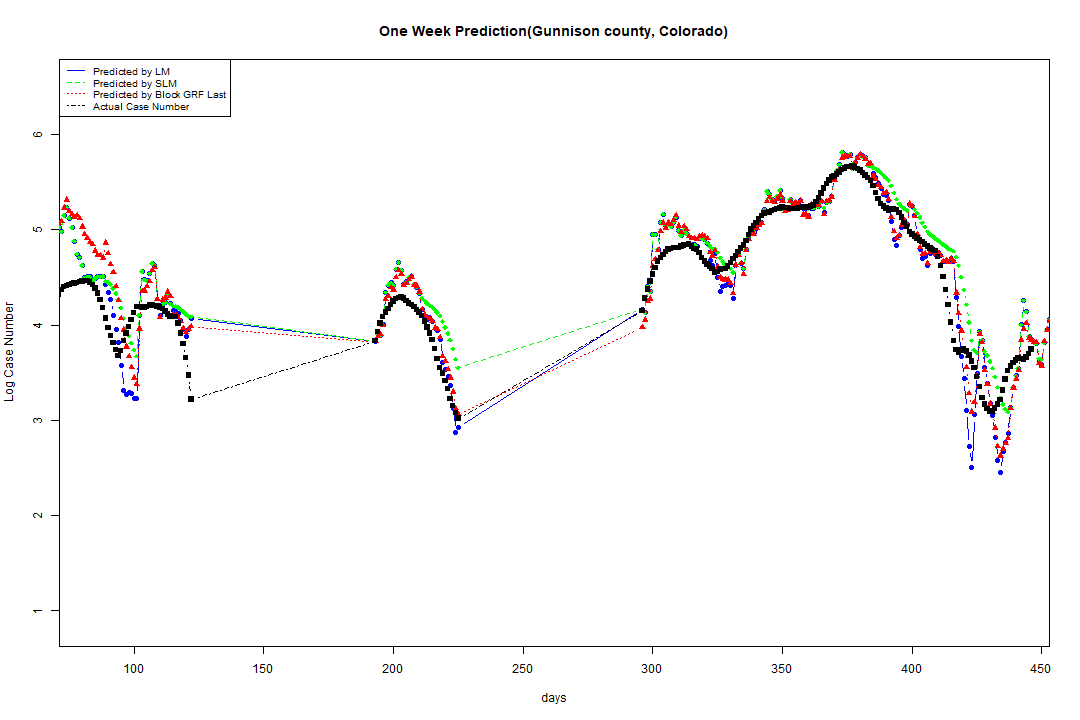 One Week Prediction(Gunnison county, Colorado)
Predicted by LM
Predicted by SLM
Predicted by Block GRF Last
Actual Case Number
Log Case Number
6
5
4
3
2
1
100 150 200 250 300 350 400 450
days